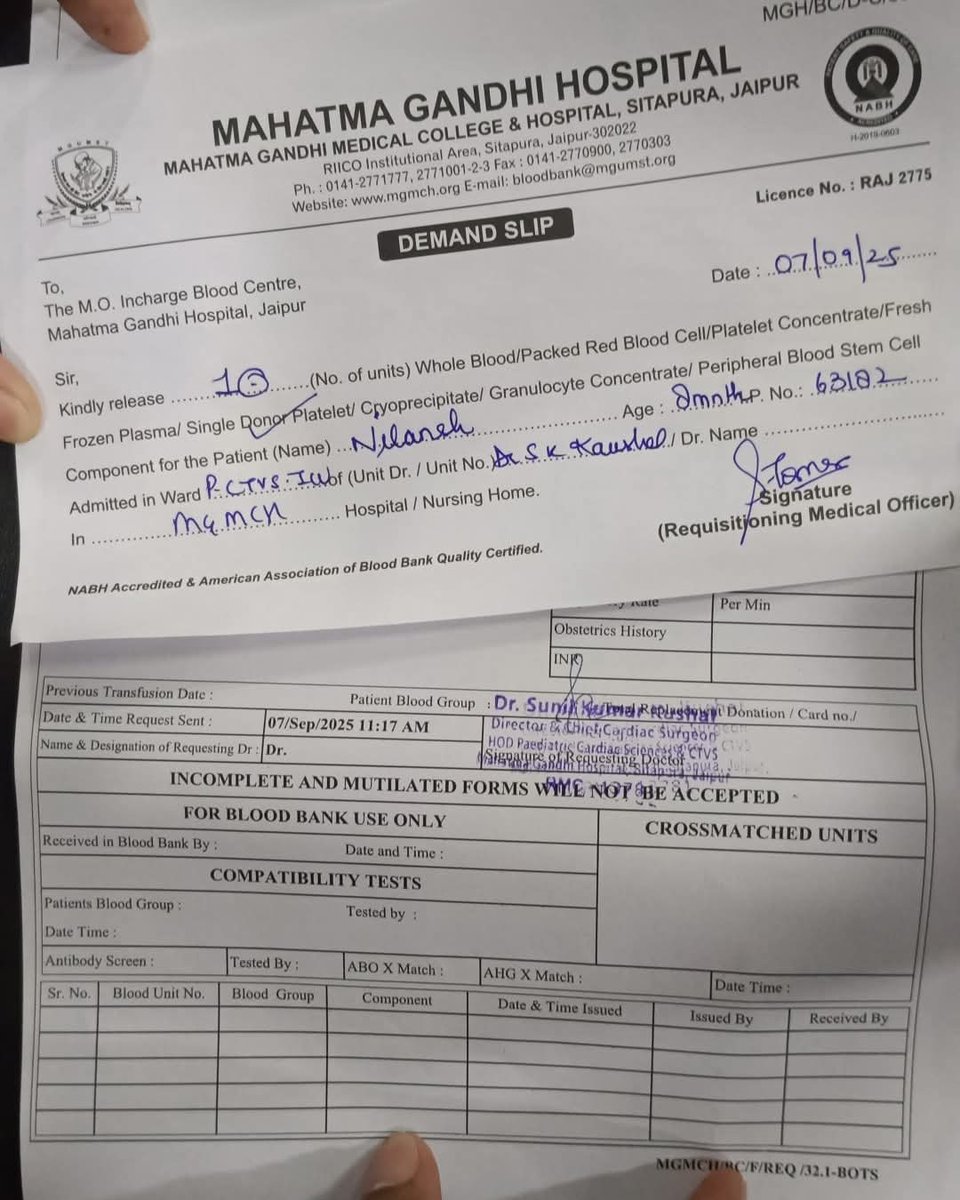 MGH/BC/D-
MAHATMA GANDHI HOSPITAL
MAHATMA GANDHI MEDICAL COLLEGE & HOSPITAL, SITAPURA, JAIPUR
RIICO Institutional Area, Sitapura, Jaipur-302022
Ph. : 0141-2771777, 2771001-2-3 Fax : 0141-2770900, 2770303
Website: www.mgmch.org E-mail: bloodbank@mgumst.org
NABH
H-2019-0603
Licence No. : RAJ 2775
DEMAND SLIP
To,
The M.O. Incharge Blood Centre,
Mahatma Gandhi Hospital, Jaipur
Date : 07/09/25
Sir,
Kindly release 10 (No. of units) Whole Blood/Packed Red Blood Cell/Platelet Concentrate/Fresh
Frozen Plasma/ Single Donor Platelet/ Cryoprecipitate/ Granulocyte Concentrate/ Peripheral Blood Stem Cell
Component for the Patient (Name) Nilansh Age : 8mnth P. No.: 63182
Admitted in Ward P-CTVS-ICU of (Unit Dr. / Unit No. Dr S K Kaushal / Dr. Name
In MGMCH Hospital / Nursing Home.
Signature
(Requisitioning Medical Officer)
NABH Accredited & American Association of Blood Bank Quality Certified.
Rate Per Min
Obstetrics History
INR
Previous Transfusion Date : Patient Blood Group : Donation / Card no./
Dr. Sunil Kumar Kushal
Director & Chief Cardiac Surgeon
HOD Paediatric Cardiac Sciences & CTVS
Mahatma Gandhi Hospital, Sitapura, Jaipur
Date & Time Request Sent : 07/Sep/2025 11:17 AM
Name & Designation of Requesting Dr : Dr. Signature of Requesting Doctor
INCOMPLETE AND MUTILATED FORMS WILL NOT BE ACCEPTED
FOR BLOOD BANK USE ONLY
CROSSMATCHED UNITS
Received in Blood Bank By : Date and Time :
COMPATIBILITY TESTS
Patients Blood Group : Tested by :
Date Time :
Antibody Screen : Tested By : ABO X Match : AHG X Match : Date Time :
Sr. No. Blood Unit No. Blood Group Component Date & Time Issued Issued By Received By
MGMCH/BC/F/REQ /32.1-BOTS